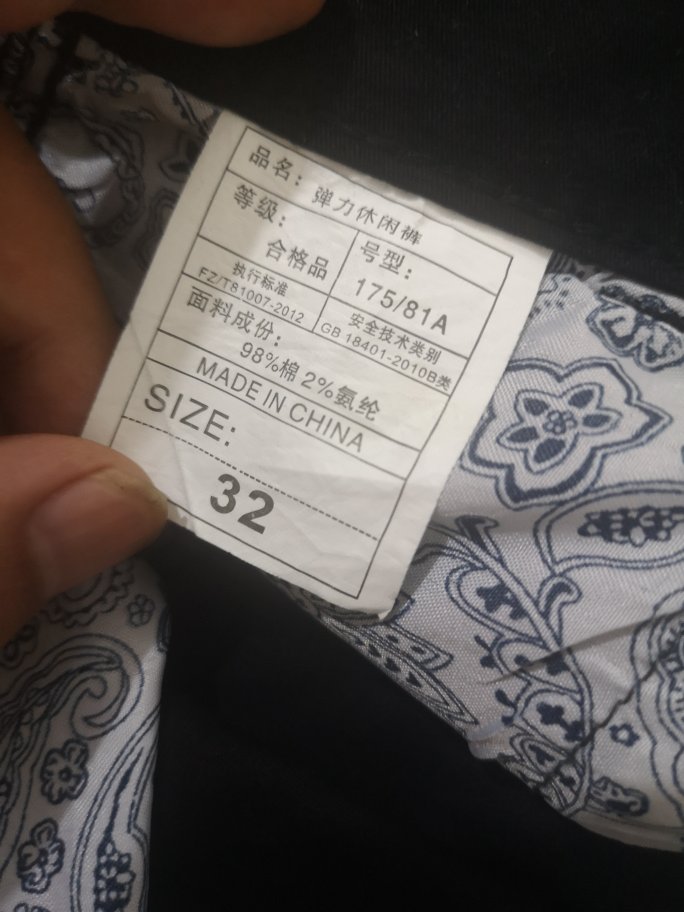 品名：弹力休闲裤
等级：
合格品
号型：
175/81A
执行标准
FZ/T81007-2012
安全技术类别
GB 18401-2010B类
面料成份：
98%棉 2%氨纶
MADE IN CHINA
SIZE:
32